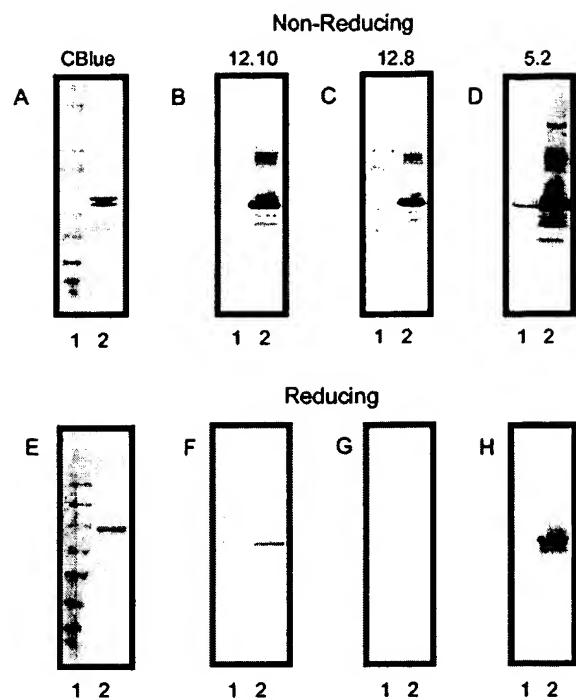 Non-Reducing
CBlue 12.10 12.8 5.2
A B C D
1 2 1 2 1 2 1 2
Reducing
E F G H
1 2 1 2 1 2 1 2